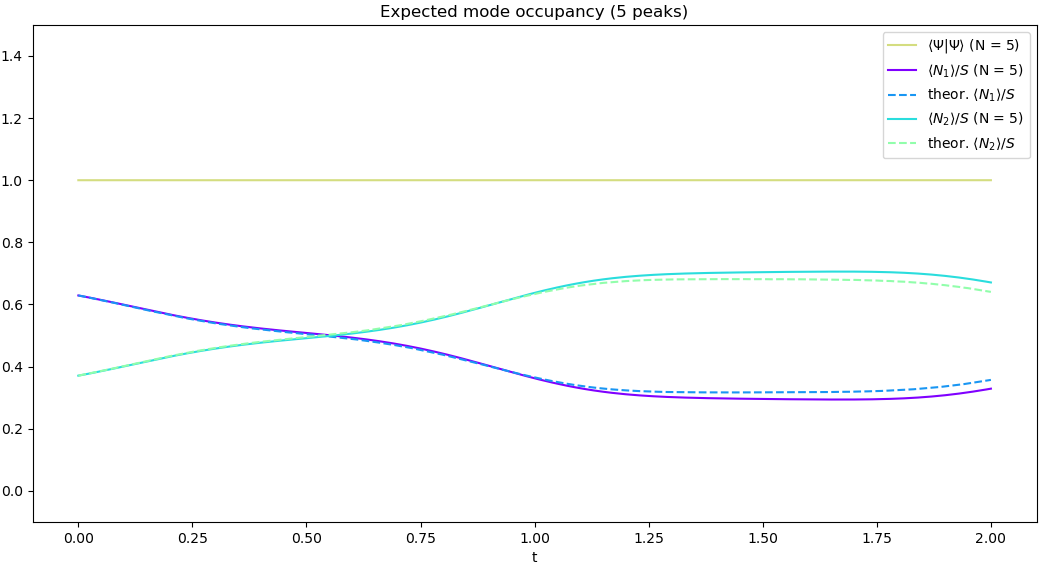 Expected mode occupancy (5 peaks)
⟨Ψ|Ψ⟩ (N = 5)
⟨N₁⟩/S (N = 5)
theor. ⟨N₁⟩/S
⟨N₂⟩/S (N = 5)
theor. ⟨N₂⟩/S
1.4
1.2
1.0
0.8
0.6
0.4
0.2
0.0
0.00 0.25 0.50 0.75 1.00 1.25 1.50 1.75 2.00
t